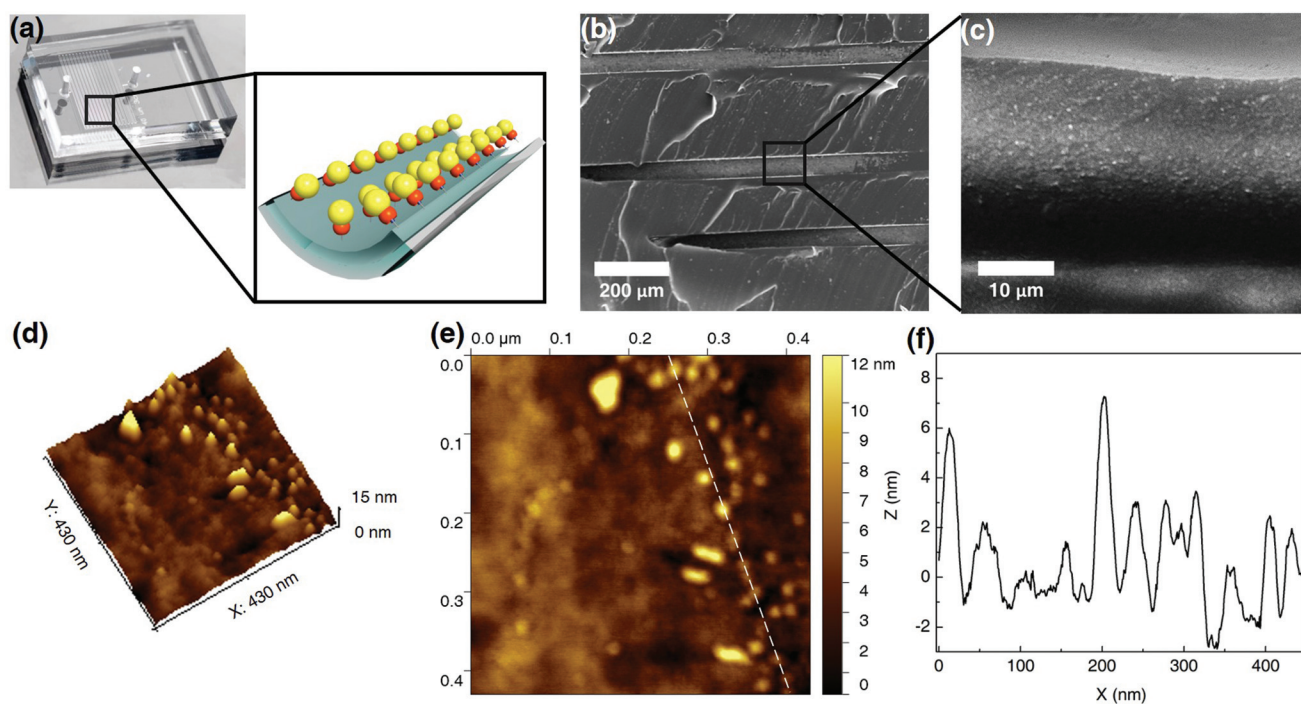 (a)
(b)
(c)
200 µm
10 µm
(d)
Y: 430 nm
X: 430 nm
15 nm
0 nm
(e)
0.0 µm 0.1 0.2 0.3
0.0
0.1
0.2
0.3
0.4
12 nm
10
9
8
7
6
5
4
3
2
1
0
(f)
8
6
4
2
0
-2
Z (nm)
0 100 200 300 400
X (nm)